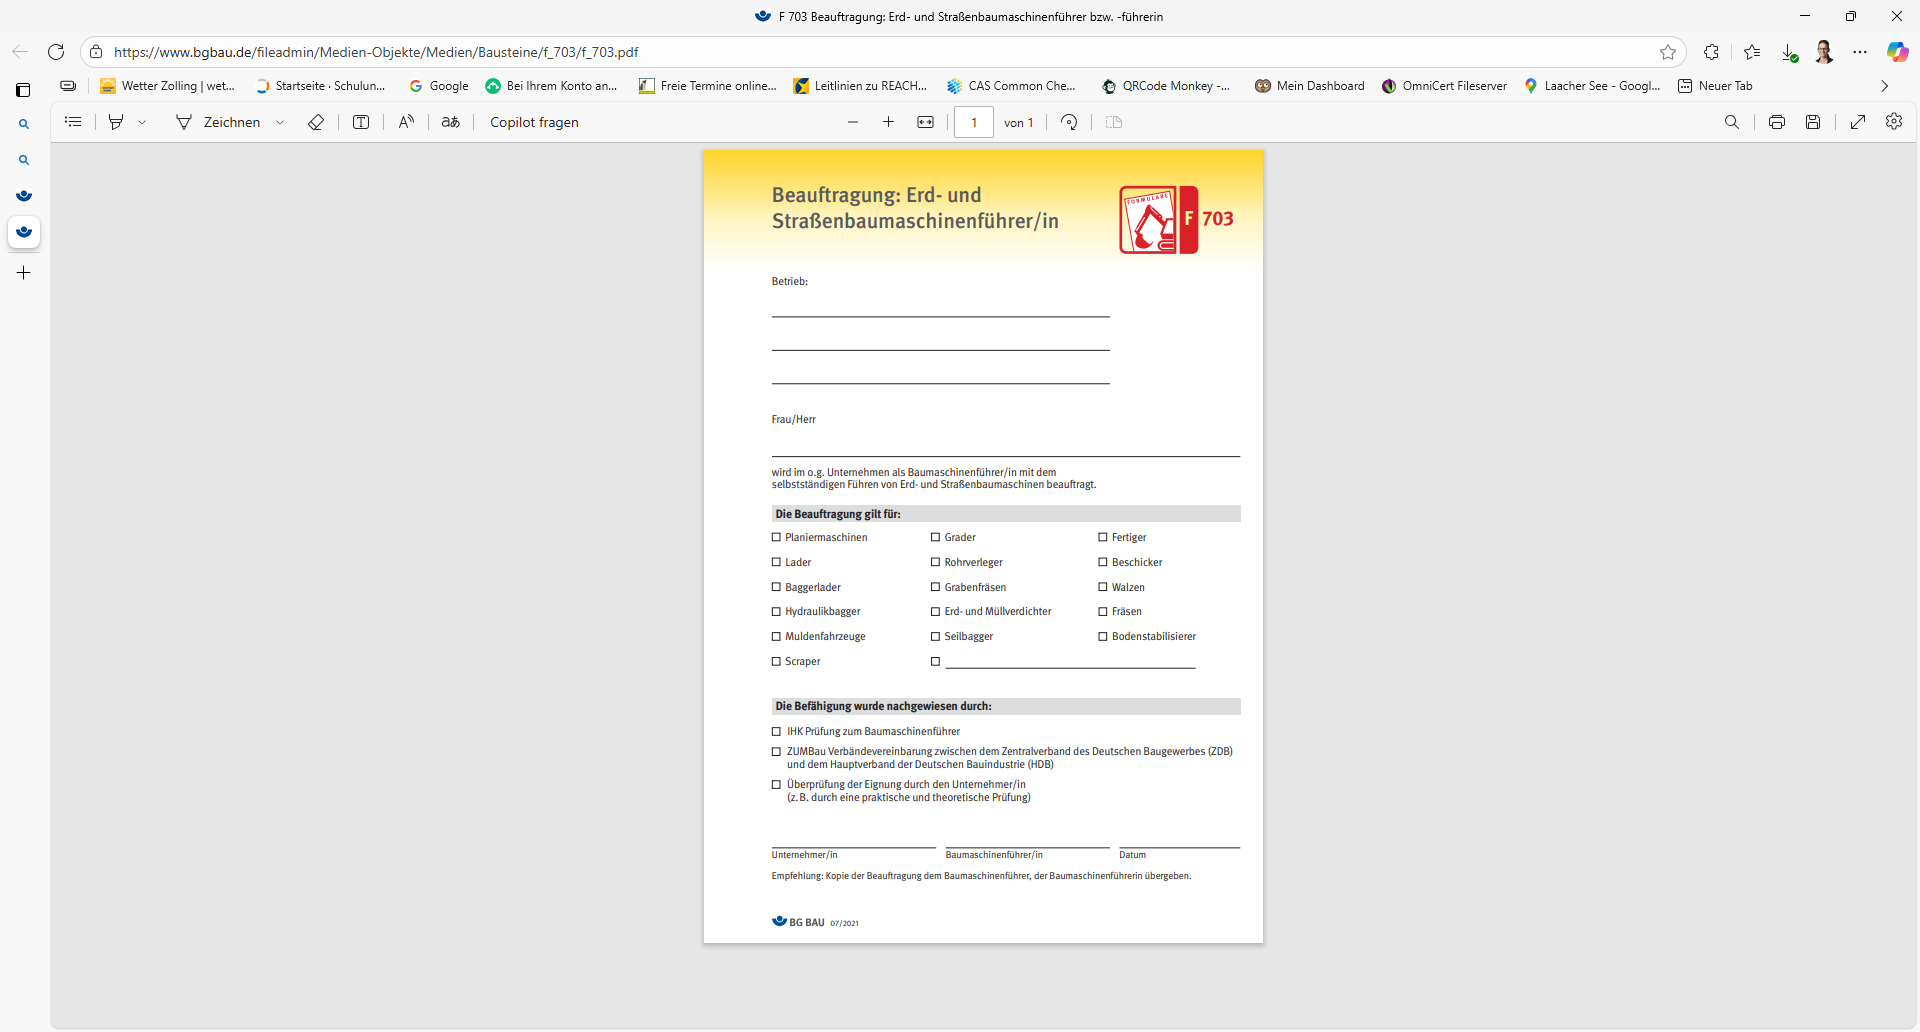 F 703 Beauftragung: Erd- und Straßenbaumaschinenführer bzw. -führerin
https://www.bgbau.de/fileadmin/Medien-Objekte/Medien/Bausteine/f_703/f_703.pdf
Wetter Zolling | wet...
Startseite · Schulun...
Google
Bei Ihrem Konto an...
Freie Termine online...
Leitlinien zu REACH...
CAS Common Che...
QRCode Monkey -...
Mein Dashboard
OmniCert Fileserver
Laacher See - Googl...
Neuer Tab
Zeichnen
aあ
Copilot fragen
1
von 1
Beauftragung: Erd- und
Straßenbaumaschinenführer/in
FORMULARE
F 703
Betrieb:
Frau/Herr
wird im o.g. Unternehmen als Baumaschinenführer/in mit dem
selbstständigen Führen von Erd- und Straßenbaumaschinen beauftragt.
Die Beauftragung gilt für:
Planiermaschinen
Grader
Fertiger
Lader
Rohrverleger
Beschicker
Baggerlader
Grabenfräsen
Walzen
Hydraulikbagger
Erd- und Müllverdichter
Fräsen
Muldenfahrzeuge
Seilbagger
Bodenstabilisierer
Scraper
Die Befähigung wurde nachgewiesen durch:
IHK Prüfung zum Baumaschinenführer
ZUMBau Verbändevereinbarung zwischen dem Zentralverband des Deutschen Baugewerbes (ZDB)
und dem Hauptverband der Deutschen Bauindustrie (HDB)
Überprüfung der Eignung durch den Unternehmer/in
(z. B. durch eine praktische und theoretische Prüfung)
Unternehmer/in
Baumaschinenführer/in
Datum
Empfehlung: Kopie der Beauftragung dem Baumaschinenführer, der Baumaschinenführerin übergeben.
BG BAU 07/2021